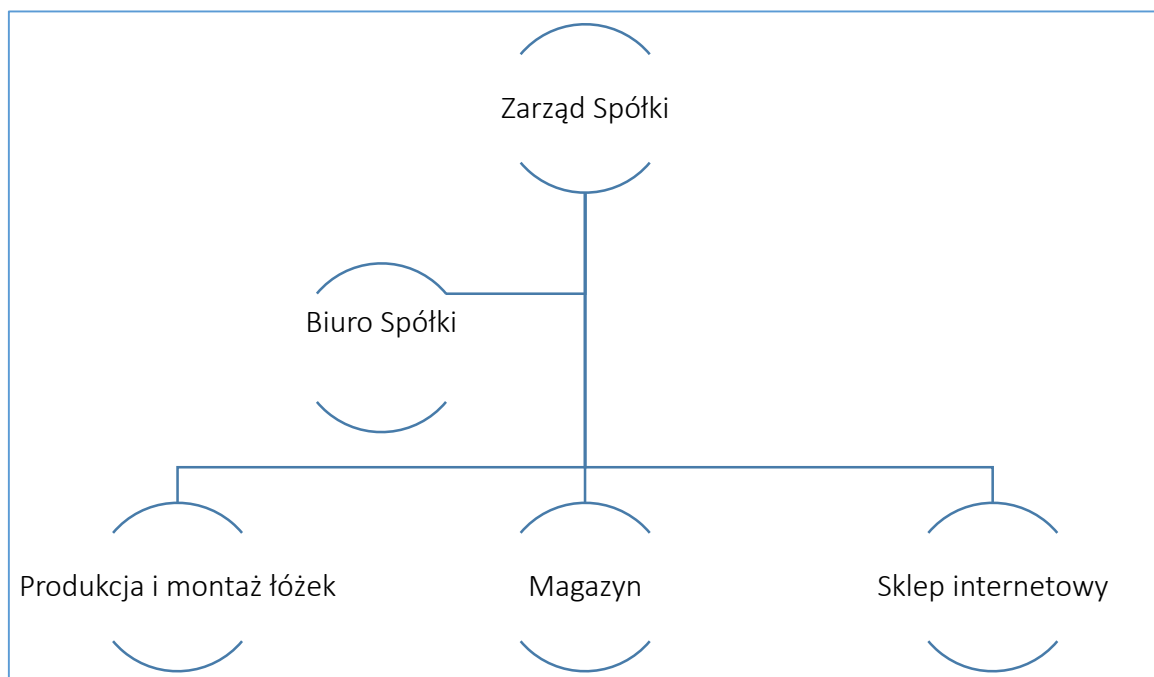 Zarząd Spółki
Biuro Spółki
Produkcja i montaż łóżek
Magazyn
Sklep internetowy